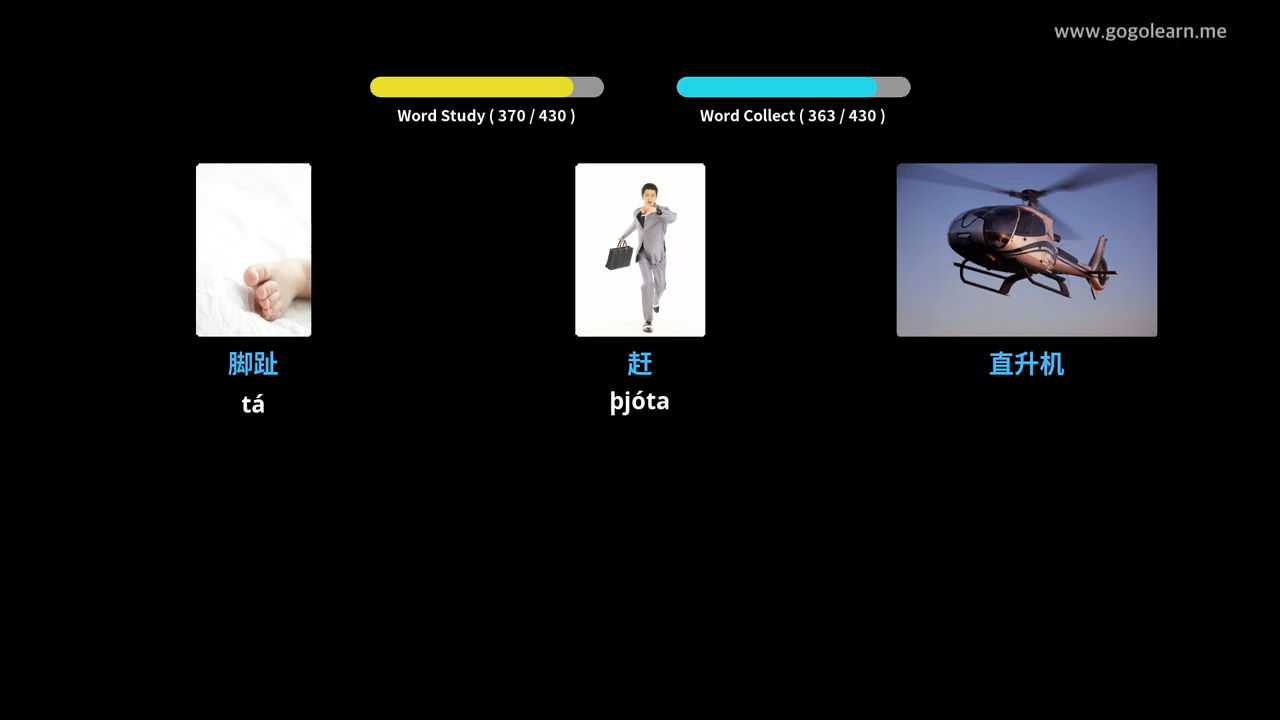 www.gogolearn.me
Word Study ( 370 / 430 )
Word Collect ( 363 / 430 )
脚趾
赶
直升机
tá
þjóta